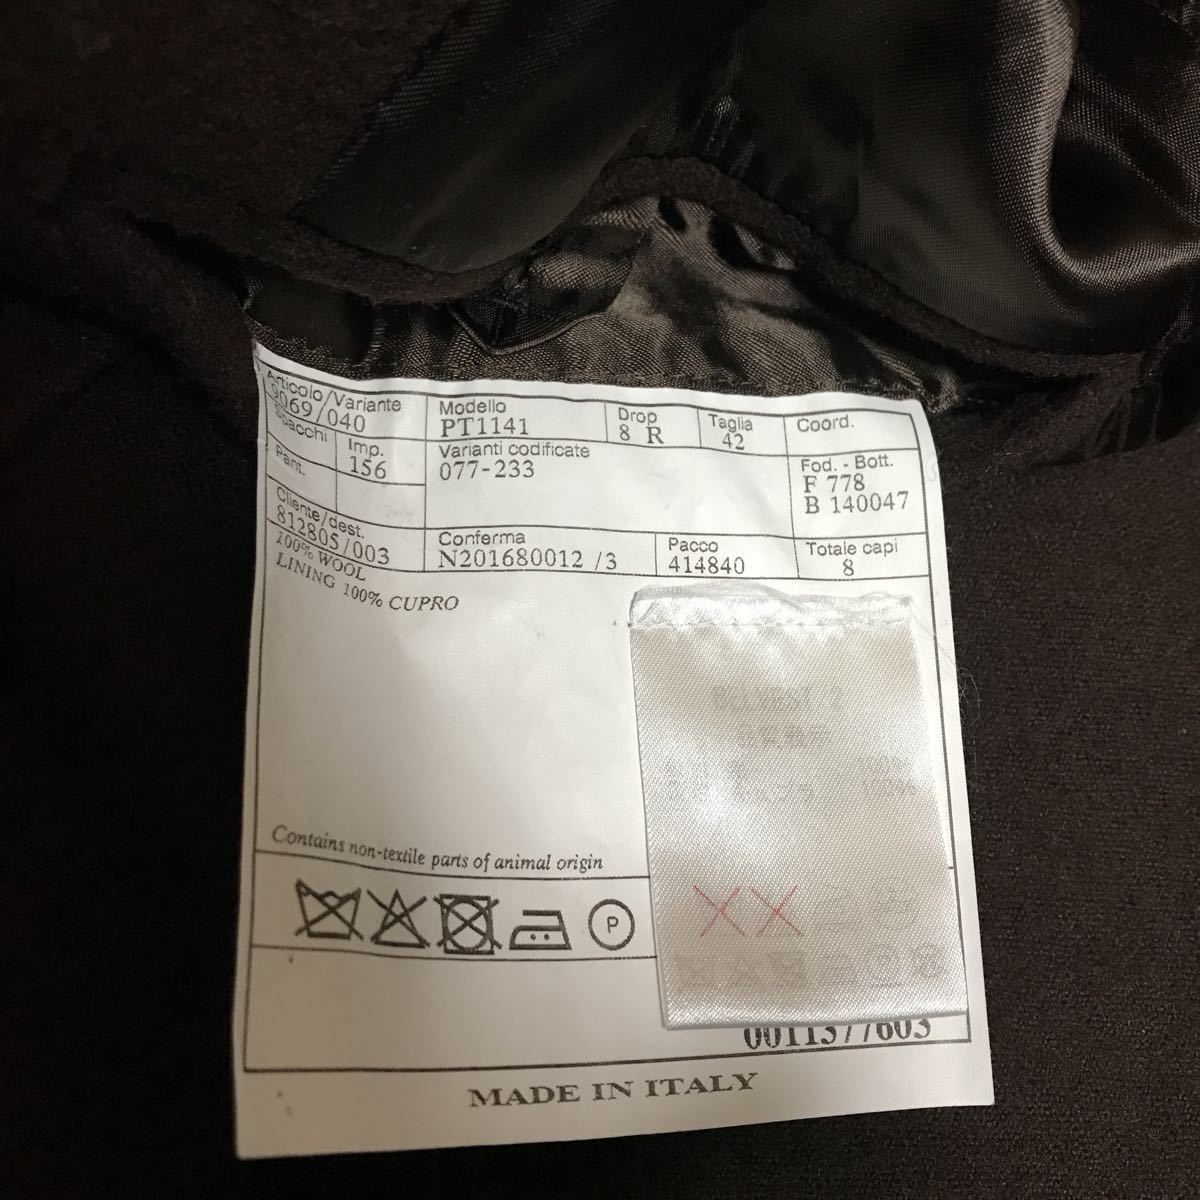 Articolo/Variante
9069/040
Modello
PT1141
Drop
8 R
Taglia
42
Coord.
Spacchi
Imp.
156
Varianti codificate
077-233
Fod. - Bott.
F 778
B 140047
Pant.
Cliente/dest.
812805/003
Conferma
N201680012 /3
Pacco
414840
Totale capi
8
100% WOOL
LINING 100% CUPRO
Contains non-textile parts of animal origin
P
0011377603
MADE IN ITALY